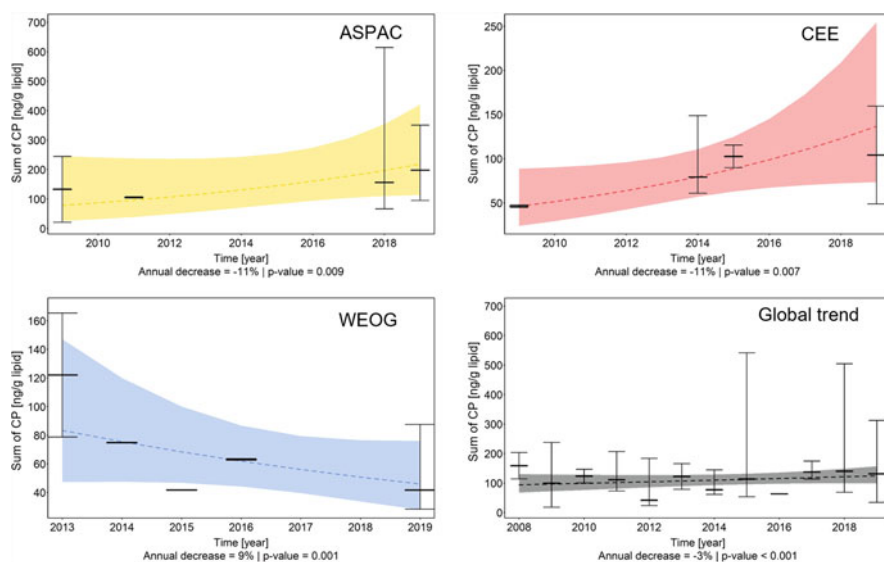 ASPAC
Sum of CP [ng/g lipid]
700
600
500
400
300
200
100
0
2010 2012 2014 2016 2018
Time [year]
Annual decrease = -11% | p-value = 0.009
CEE
Sum of CP [ng/g lipid]
250
200
150
100
50
2010 2012 2014 2016 2018
Time [year]
Annual decrease = -11% | p-value = 0.007
WEOG
Sum of CP [ng/g lipid]
160
140
120
100
80
60
40
2013 2014 2015 2016 2017 2018 2019
Time [year]
Annual decrease = 9% | p-value = 0.001
Global trend
Sum of CP [ng/g lipid]
700
600
500
400
300
200
100
0
2008 2010 2012 2014 2016 2018
Time [year]
Annual decrease = -3% | p-value < 0.001